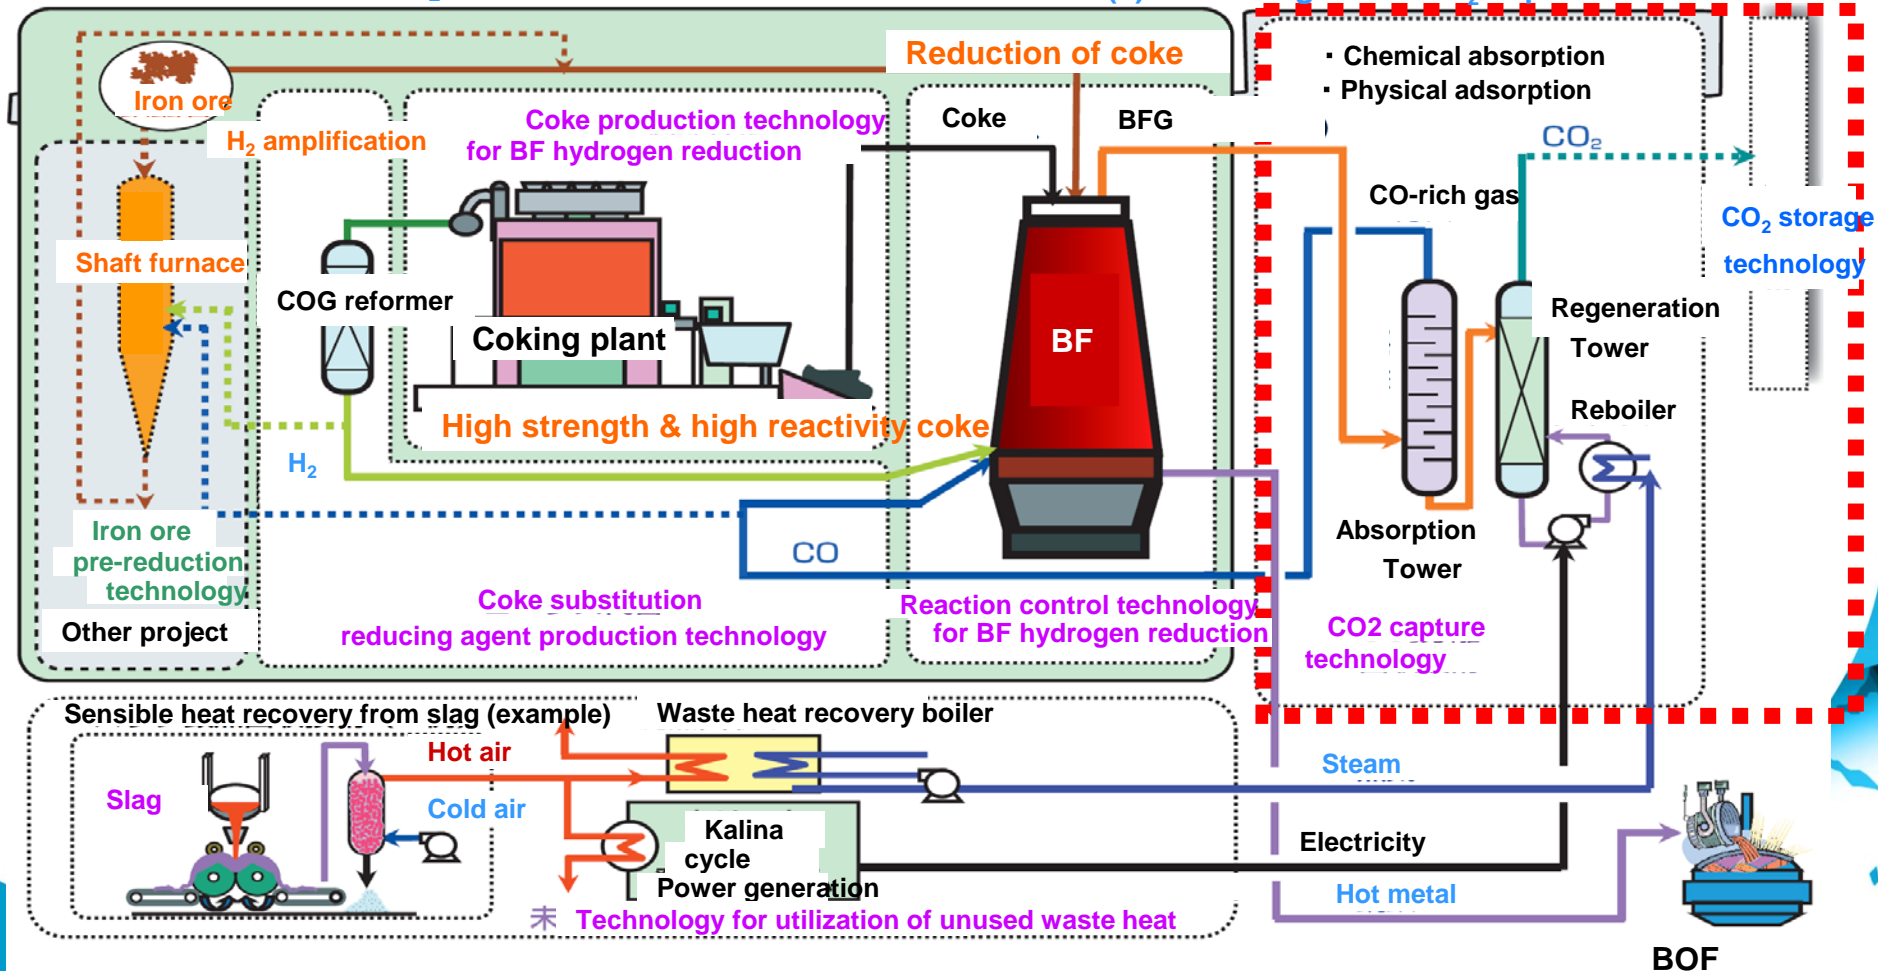 Reduction of coke
・Chemical absorption
・Physical adsorption
Iron ore
H₂ amplification
Coke production technology
for BF hydrogen reduction
Coke
BFG
CO₂
CO-rich gas
CO₂ storage
technology
Shaft furnace
COG reformer
Coking plant
BF
Regeneration
Tower
Reboiler
High strength & high reactivity coke
H₂
Iron ore
pre-reduction
technology
Other project
CO
Absorption
Tower
Coke substitution
reducing agent production technology
Reaction control technology
for BF hydrogen reduction
CO2 capture
technology
Sensible heat recovery from slag (example)
Waste heat recovery boiler
Hot air
Slag
Cold air
Steam
Kalina
cycle
Power generation
Electricity
Hot metal
未 Technology for utilization of unused waste heat
BOF